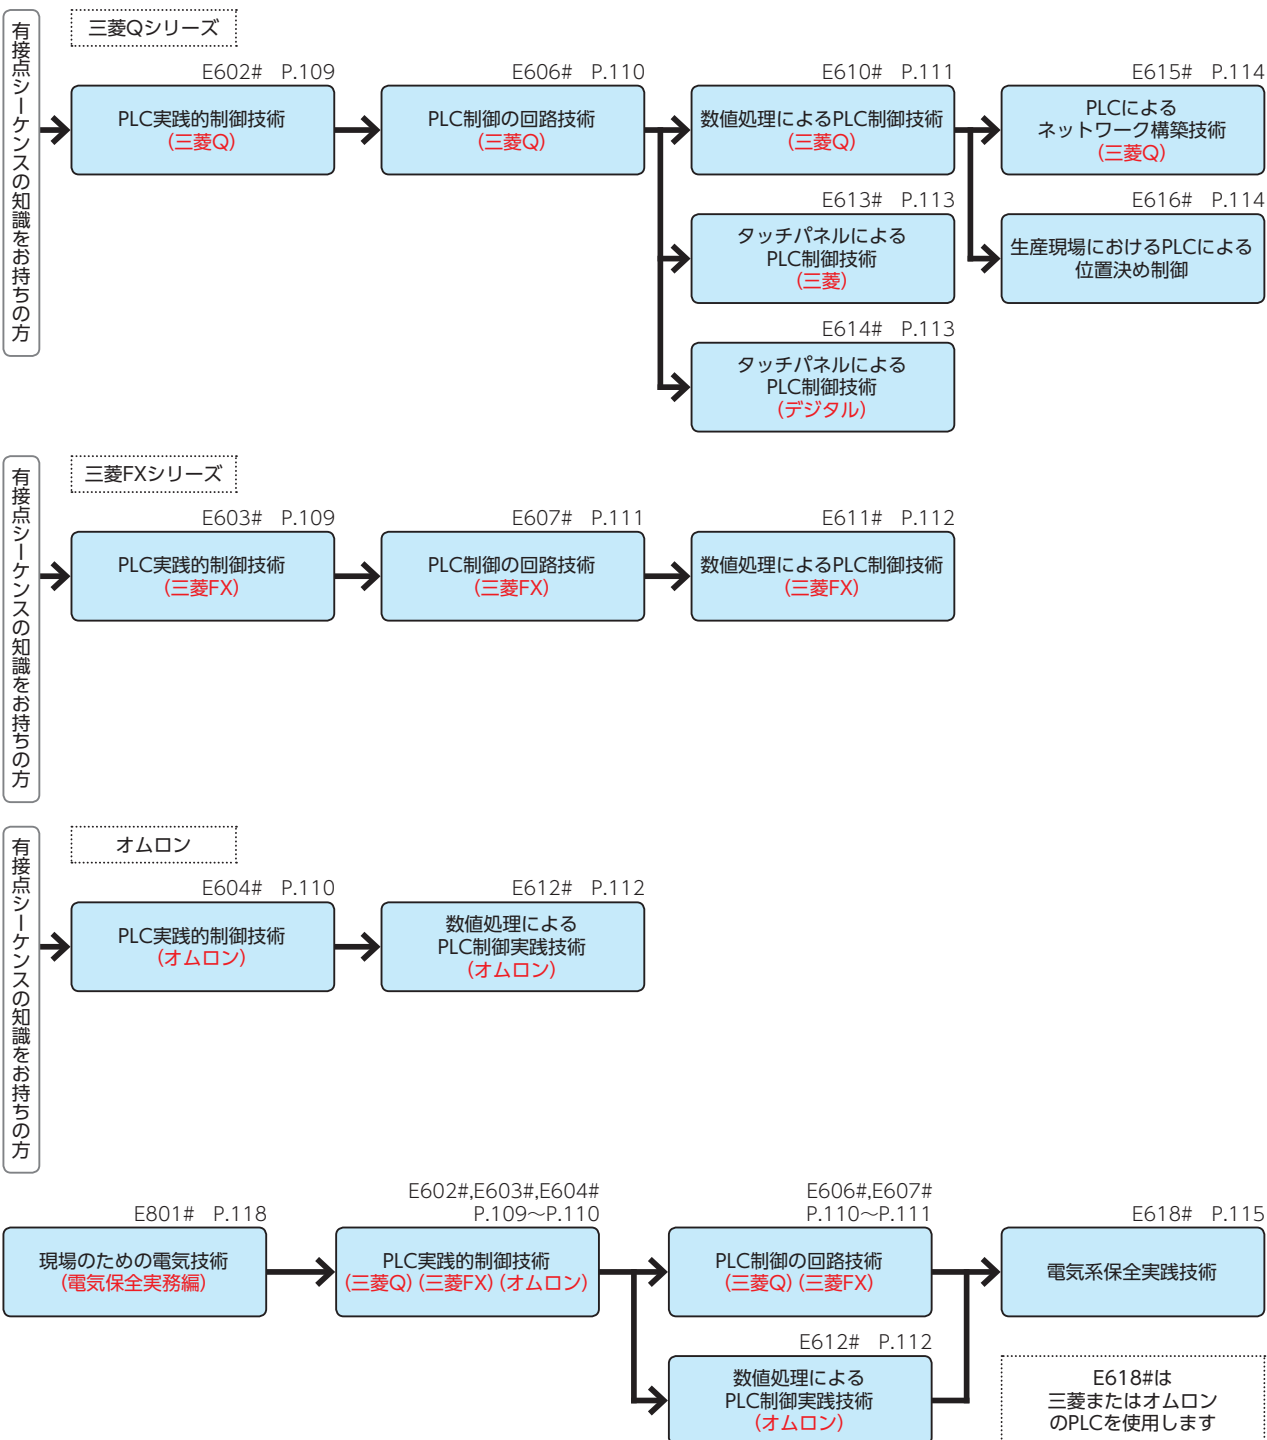 有接点シーケンスの知識をお持ちの方
三菱Qシリーズ
E602# P.109
PLC実践的制御技術
(三菱Q)
E606# P.110
PLC制御の回路技術
(三菱Q)
E610# P.111
数値処理によるPLC制御技術
(三菱Q)
E615# P.114
PLCによる
ネットワーク構築技術
(三菱Q)
E613# P.113
タッチパネルによる
PLC制御技術
(三菱)
E616# P.114
生産現場におけるPLCによる
位置決め制御
E614# P.113
タッチパネルによる
PLC制御技術
(デジタル)
有接点シーケンスの知識をお持ちの方
三菱FXシリーズ
E603# P.109
PLC実践的制御技術
(三菱FX)
E607# P.111
PLC制御の回路技術
(三菱FX)
E611# P.112
数値処理によるPLC制御技術
(三菱FX)
有接点シーケンスの知識をお持ちの方
オムロン
E604# P.110
PLC実践的制御技術
(オムロン)
E612# P.112
数値処理による
PLC制御実践技術
(オムロン)
E801# P.118
現場のための電気技術
(電気保全実務編)
E602#,E603#,E604#
P.109～P.110
PLC実践的制御技術
(三菱Q)(三菱FX)(オムロン)
E606#,E607#
P.110～P.111
PLC制御の回路技術
(三菱Q)(三菱FX)
E618# P.115
電気系保全実践技術
E612# P.112
数値処理による
PLC制御実践技術
(オムロン)
E618#は
三菱またはオムロン
のPLCを使用します